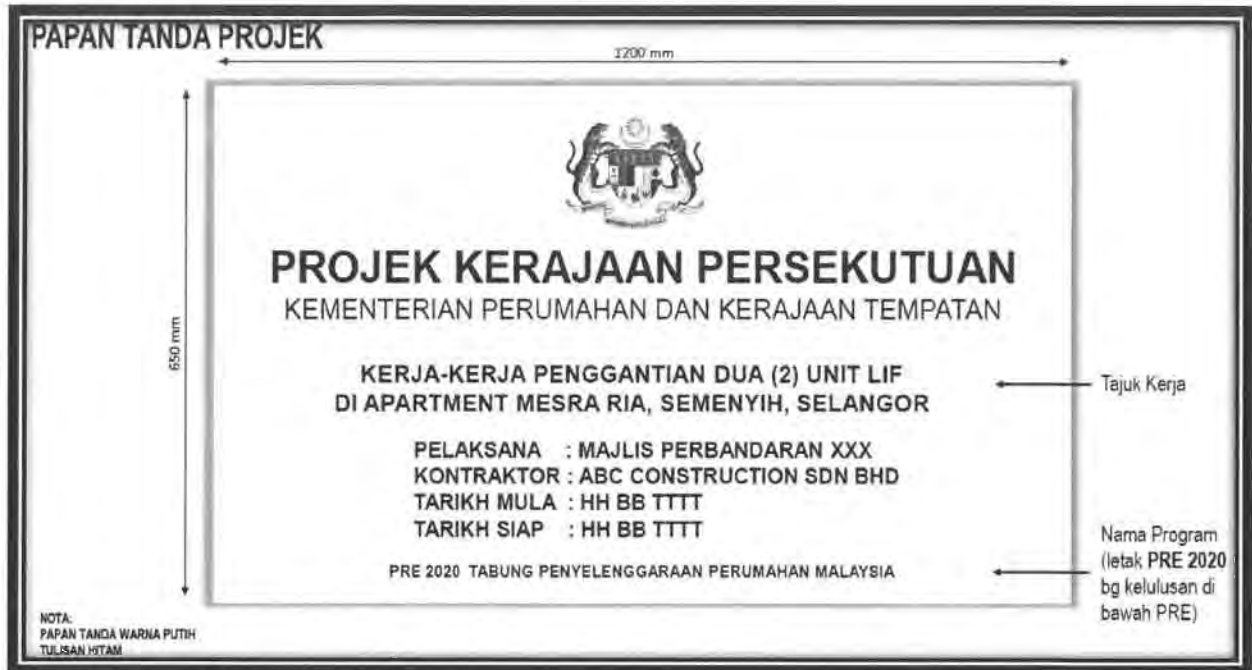 PAPAN TANDA PROJEK
1200 mm
650 mm
PROJEK KERAJAAN PERSEKUTUAN
KEMENTERIAN PERUMAHAN DAN KERAJAAN TEMPATAN
KERJA-KERJA PENGGANTIAN DUA (2) UNIT LIF
DI APARTMENT MESRA RIA, SEMENYIH, SELANGOR
Tajuk Kerja
PELAKSANA : MAJLIS PERBANDARAN XXX
KONTRAKTOR : ABC CONSTRUCTION SDN BHD
TARIKH MULA : HH BB TTTT
TARIKH SIAP : HH BB TTTT
PRE 2020 TABUNG PENYELENGGARAAN PERUMAHAN MALAYSIA
Nama Program
(letak PRE 2020
bg kelulusan di
bawah PRE)
NOTA:
PAPAN TANDA WARNA PUTIH
TULISAN HITAM